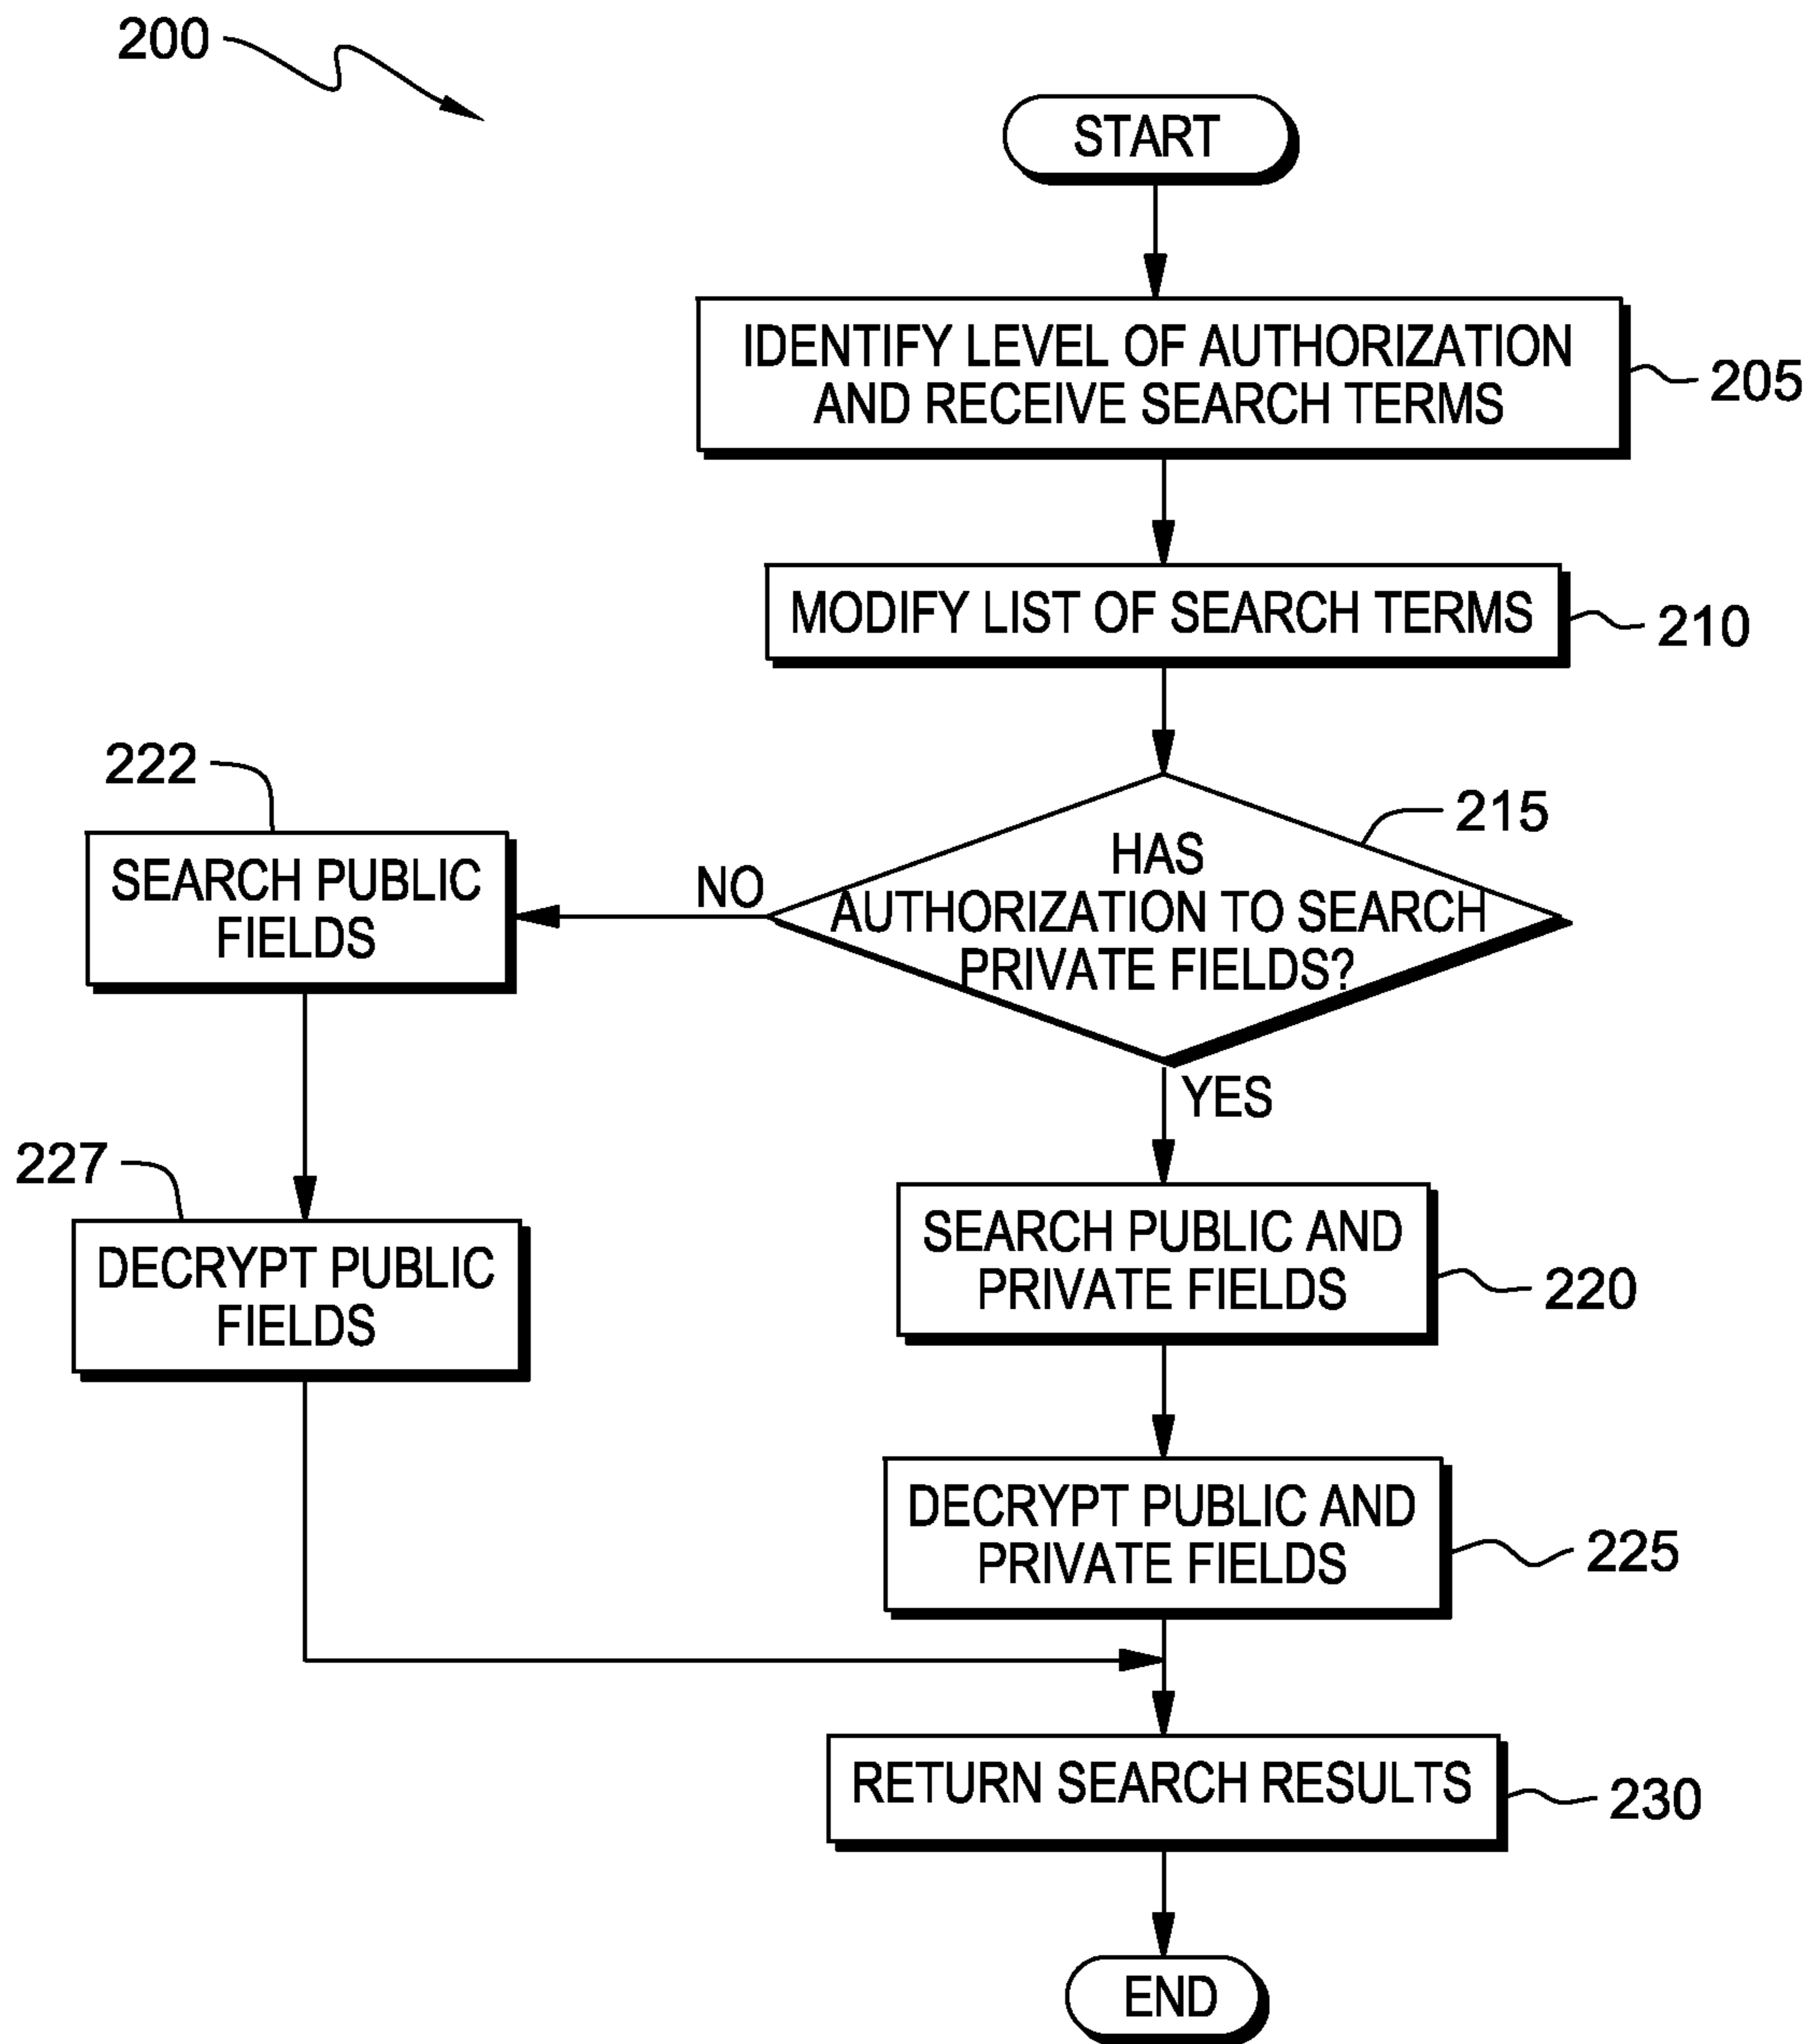 200
START
IDENTIFY LEVEL OF AUTHORIZATION
AND RECEIVE SEARCH TERMS
205
MODIFY LIST OF SEARCH TERMS
210
HAS
AUTHORIZATION TO SEARCH
PRIVATE FIELDS?
215
NO
222
SEARCH PUBLIC
FIELDS
YES
227
DECRYPT PUBLIC
FIELDS
SEARCH PUBLIC AND
PRIVATE FIELDS
220
DECRYPT PUBLIC AND
PRIVATE FIELDS
225
RETURN SEARCH RESULTS
230
END